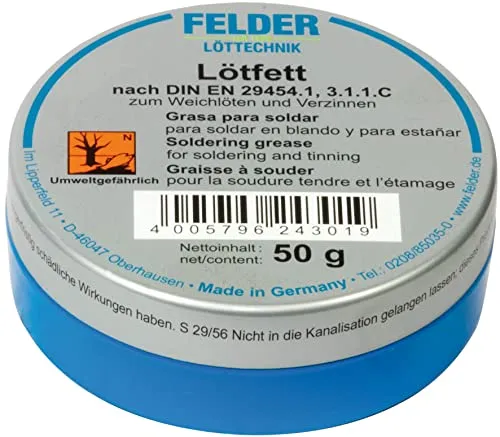 FELDER
LÖTTECHNIK
Lötfett
nach DIN EN 29454.1, 3.1.1.C
zum Weichlöten und Verzinnen
Grasa para soldar
para soldar en blando y para estañar
Soldering grease
for soldering and tinning
Graisse à souder
pour la soudure tendre et l'étamage
N
Umweltgefährlich
4 005796 243019
Nettoinhalt:
net/content:
50 g
Im Lipperfeld 11 • D-46047 Oberhausen • Made in Germany • Tel.: 0208/85035-0 • www.felder.de
schädliche Wirkungen haben. S 29/56 Nicht in die Kanalisation gelangen lassen;